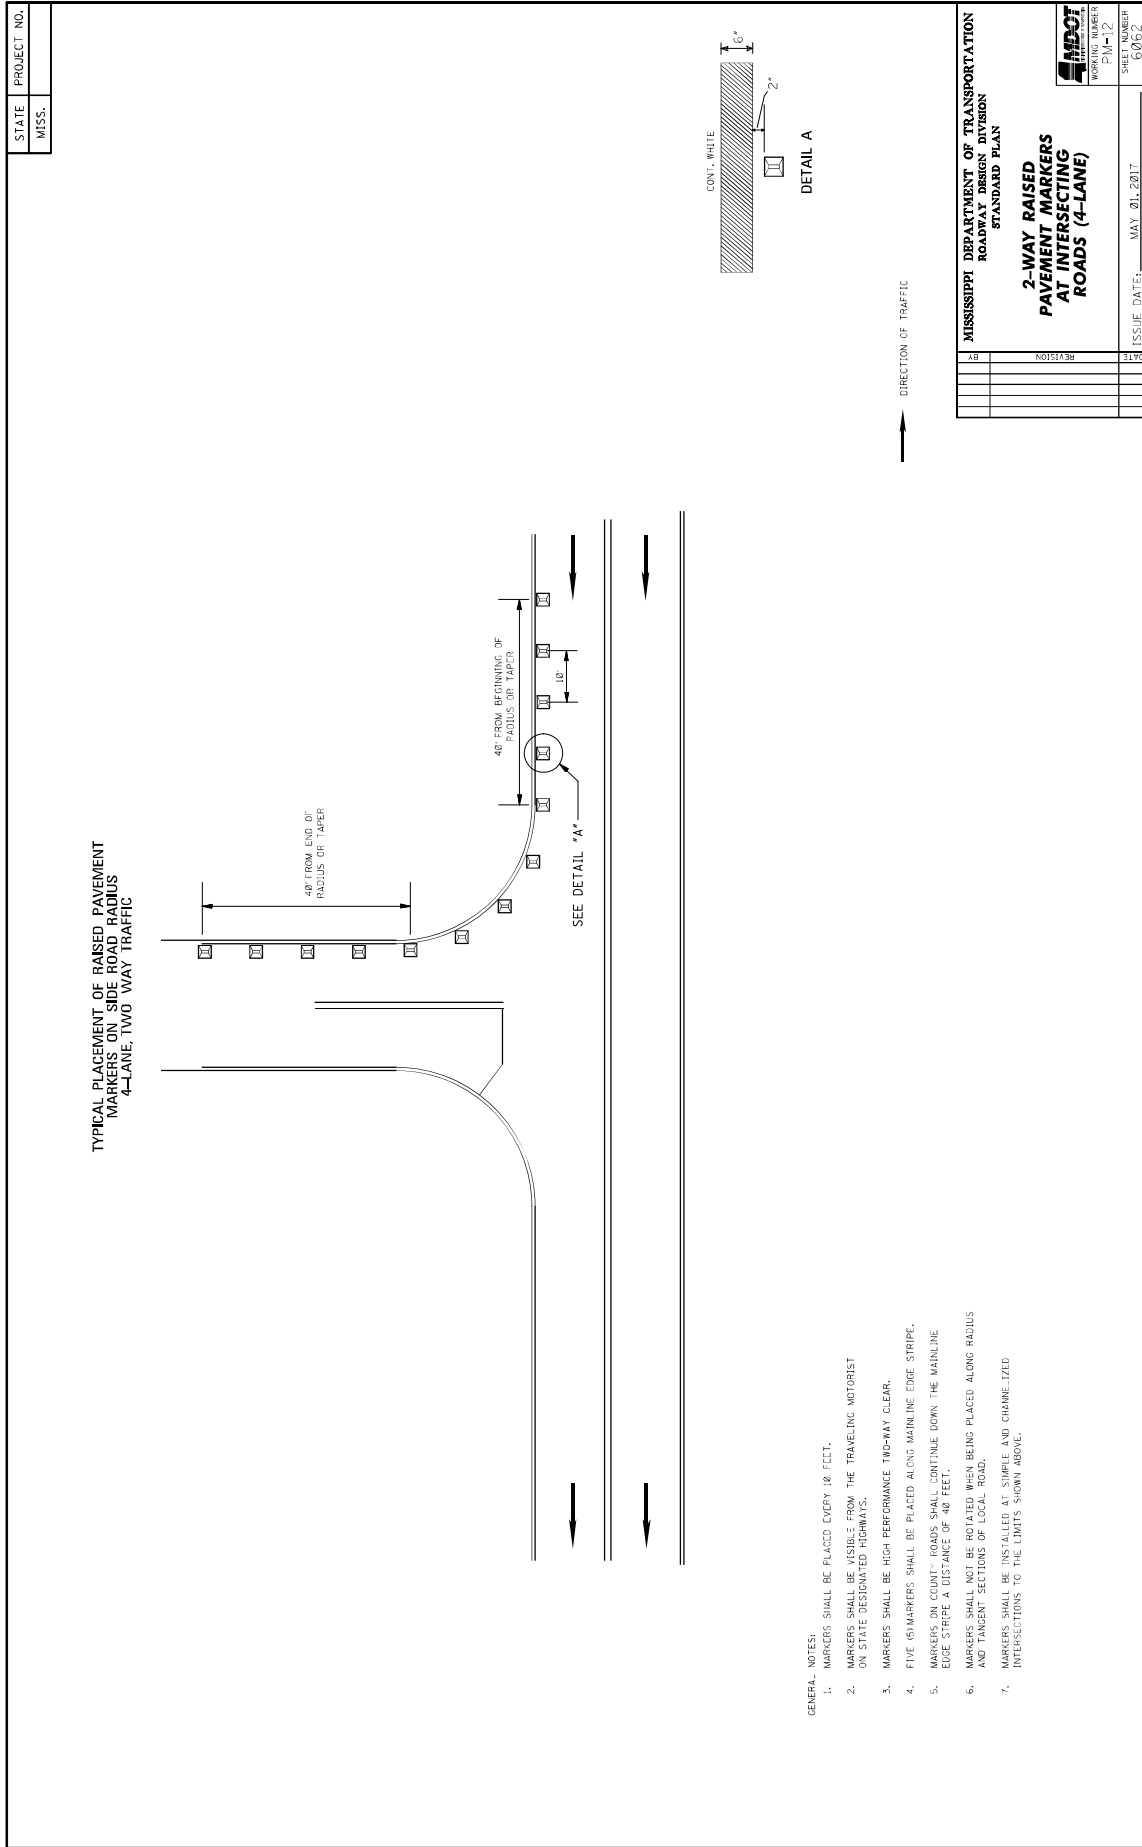 STATE PROJECT NO.
MISS.
TYPICAL PLACEMENT OF RAISED PAVEMENT
MARKERS ON SIDE ROAD RADIUS
4-LANE, TWO WAY TRAFFIC
40' FROM END OF
RADIUS OR TAPER
40' FROM BEGINNING OF
RADIUS OR TAPER
10'
SEE DETAIL "A"
CONT. WHITE
6"
2"
DETAIL A
DIRECTION OF TRAFFIC
GENERAL NOTES:
1. MARKERS SHALL BE PLACED EVERY 10 FEET.
2. MARKERS SHALL BE VISIBLE FROM THE TRAVELING MOTORIST
ON STATE DESIGNATED HIGHWAYS.
3. MARKERS SHALL BE HIGH PERFORMANCE TWO-WAY CLEAR.
4. FIVE (5) MARKERS SHALL BE PLACED ALONG MAINLINE EDGE STRIPE.
5. MARKERS ON COUNTY ROADS SHALL CONTINUE DOWN THE MAINLINE
EDGE STRIPE A DISTANCE OF 40 FEET.
6. MARKERS SHALL NOT BE ROTATED WHEN BEING PLACED ALONG RADIUS
AND TANGENT SECTIONS OF LOCAL ROAD.
7. MARKERS SHALL BE INSTALLED AT SIMPLE AND CHANNELIZED
INTERSECTIONS TO THE LIMITS SHOWN ABOVE.
BY
REVISION
DATE
MISSISSIPPI DEPARTMENT OF TRANSPORTATION
ROADWAY DESIGN DIVISION
STANDARD PLAN
2-WAY RAISED
PAVEMENT MARKERS
AT INTERSECTING
ROADS (4-LANE)
MDOT
WORKING NUMBER
PM-12
SHEET NUMBER
6062
ISSUE DATE: MAY 01, 2017